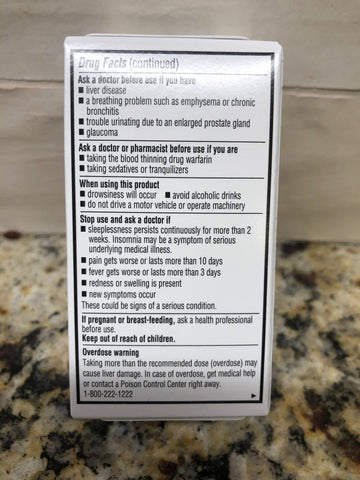 Drug Facts (continued)
Ask a doctor before use if you have
■ liver disease
■ a breathing problem such as emphysema or chronic
bronchitis
■ trouble urinating due to an enlarged prostate gland
■ glaucoma
Ask a doctor or pharmacist before use if you are
■ taking the blood thinning drug warfarin
■ taking sedatives or tranquilizers
When using this product
■ drowsiness will occur ■ avoid alcoholic drinks
■ do not drive a motor vehicle or operate machinery
Stop use and ask a doctor if
■ sleeplessness persists continuously for more than 2
weeks. Insomnia may be a symptom of serious
underlying medical illness.
■ pain gets worse or lasts more than 10 days
■ fever gets worse or lasts more than 3 days
■ redness or swelling is present
■ new symptoms occur
These could be signs of a serious condition.
If pregnant or breast-feeding, ask a health professional
before use.
Keep out of reach of children.
Overdose warning
Taking more than the recommended dose (overdose) may
cause liver damage. In case of overdose, get medical help
or contact a Poison Control Center right away.
1-800-222-1222